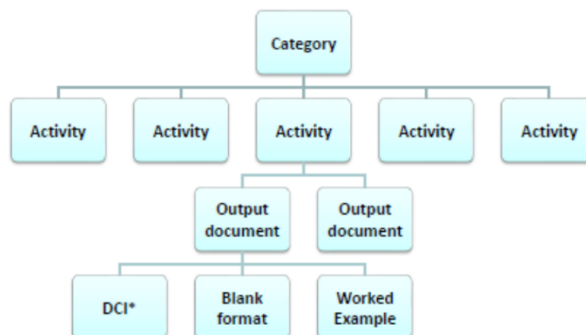 Category
Activity
Activity
Activity
Activity
Activity
Output
document
Output
document
DCI*
Blank
format
Worked
Example